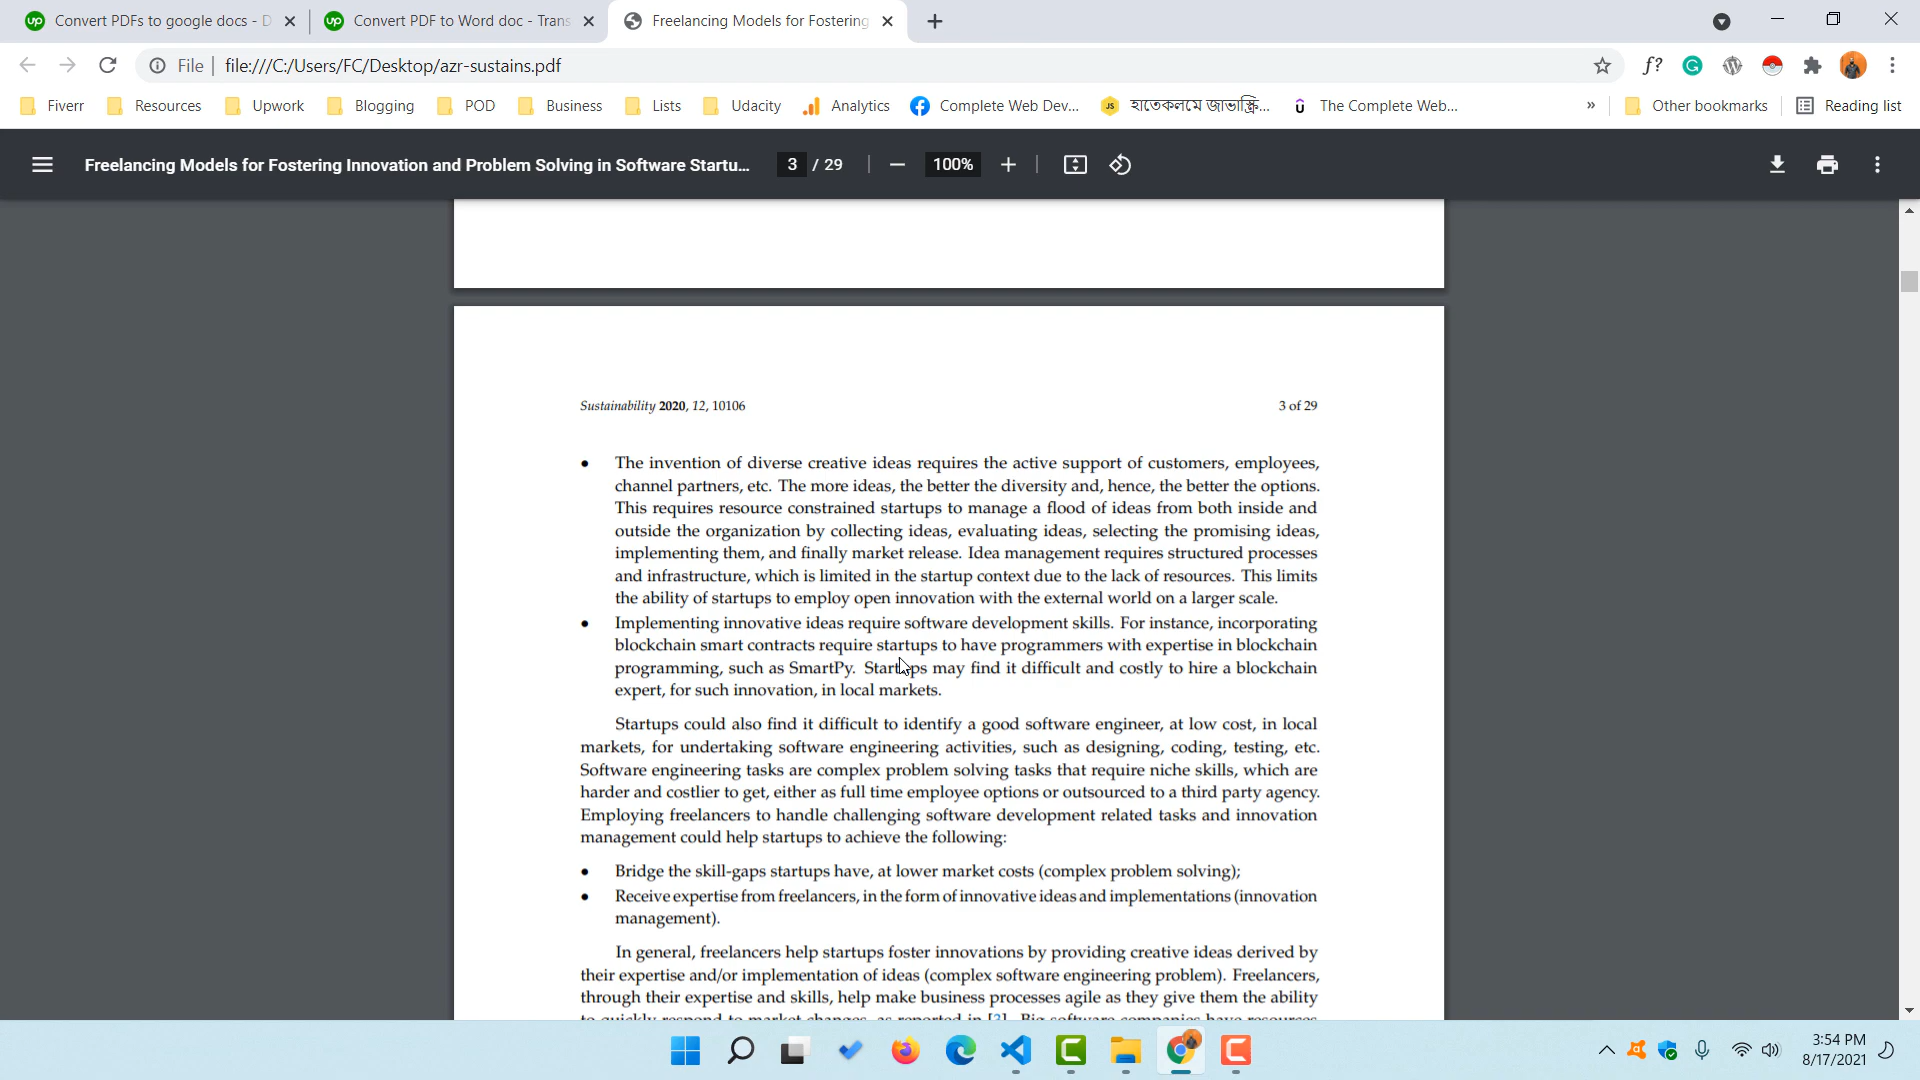 Convert PDFs to google docs - D
Convert PDF to Word doc - Trans
Freelancing Models for Fostering
File
file:///C:/Users/FC/Desktop/azr-sustains.pdf
f?
Fiverr
Resources
Upwork
Blogging
POD
Business
Lists
Udacity
Analytics
Complete Web Dev...
হাতেকলমে জাভাস্ক্রি...
The Complete Web...
»
Other bookmarks
Reading list
Freelancing Models for Fostering Innovation and Problem Solving in Software Startu...
3 / 29
100%
Sustainability 2020, 12, 10106
3 of 29
• The invention of diverse creative ideas requires the active support of customers, employees,
channel partners, etc. The more ideas, the better the diversity and, hence, the better the options.
This requires resource constrained startups to manage a flood of ideas from both inside and
outside the organization by collecting ideas, evaluating ideas, selecting the promising ideas,
implementing them, and finally market release. Idea management requires structured processes
and infrastructure, which is limited in the startup context due to the lack of resources. This limits
the ability of startups to employ open innovation with the external world on a larger scale.
• Implementing innovative ideas require software development skills. For instance, incorporating
blockchain smart contracts require startups to have programmers with expertise in blockchain
programming, such as SmartPy. Startups may find it difficult and costly to hire a blockchain
expert, for such innovation, in local markets.
Startups could also find it difficult to identify a good software engineer, at low cost, in local
markets, for undertaking software engineering activities, such as designing, coding, testing, etc.
Software engineering tasks are complex problem solving tasks that require niche skills, which are
harder and costlier to get, either as full time employee options or outsourced to a third party agency.
Employing freelancers to handle challenging software development related tasks and innovation
management could help startups to achieve the following:
• Bridge the skill-gaps startups have, at lower market costs (complex problem solving);
• Receive expertise from freelancers, in the form of innovative ideas and implementations (innovation
management).
In general, freelancers help startups foster innovations by providing creative ideas derived by
their expertise and/or implementation of ideas (complex software engineering problem). Freelancers,
through their expertise and skills, help make business processes agile as they give them the ability
to quickly respond to market changes, as reported in [3]. Big software companies have resources
3:54 PM
8/17/2021